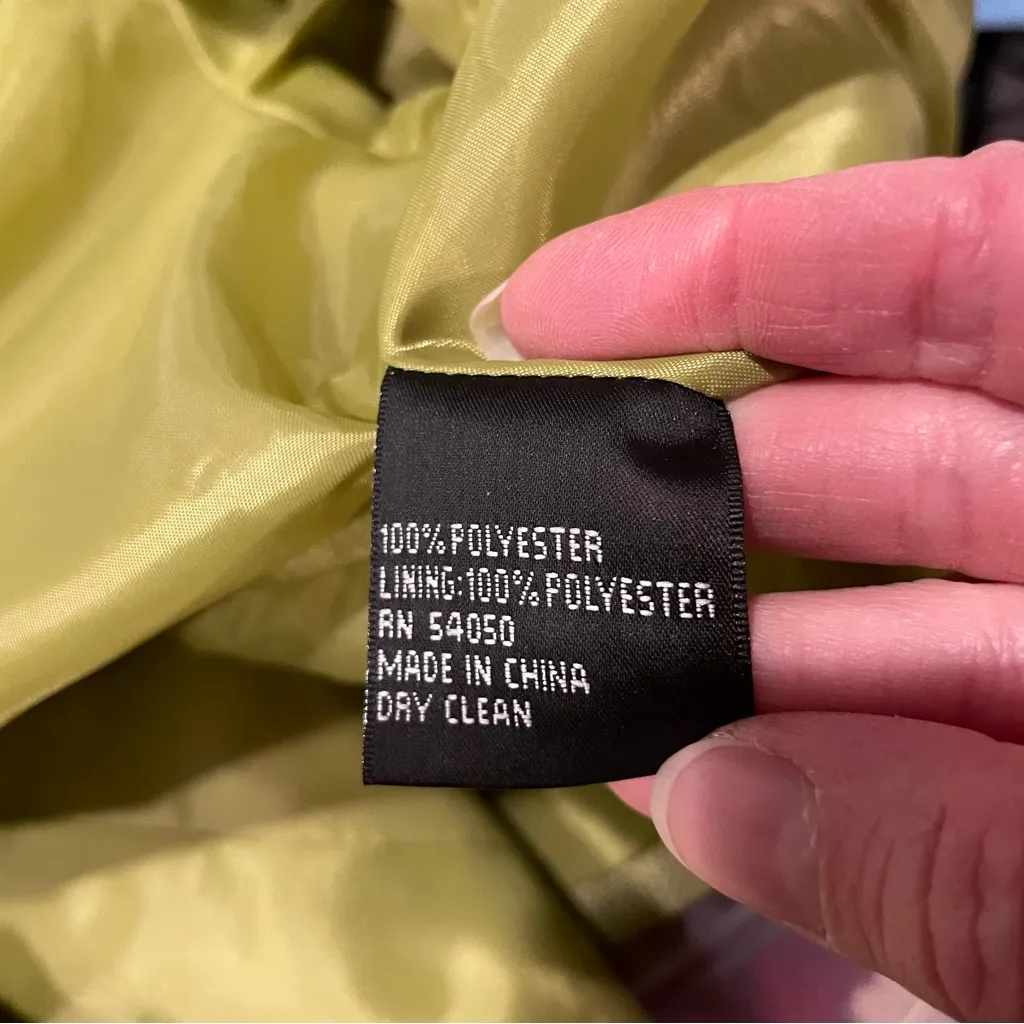 100% POLYESTER
LINING: 100% POLYESTER
RN 54050
MADE IN CHINA
DRY CLEAN